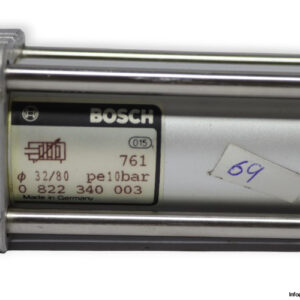 BOSCH
015
761
ø 32/80 pe10bar
0 822 340 003
Made in Germany
69